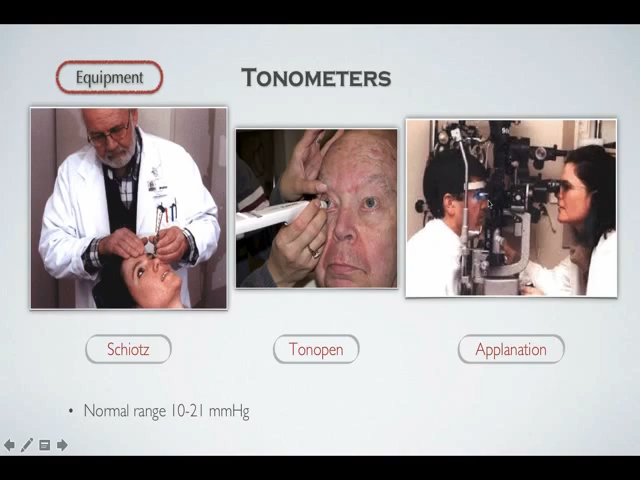 Equipment
TONOMETERS
Schiotz
Tonopen
Applanation
• Normal range 10-21 mmHg